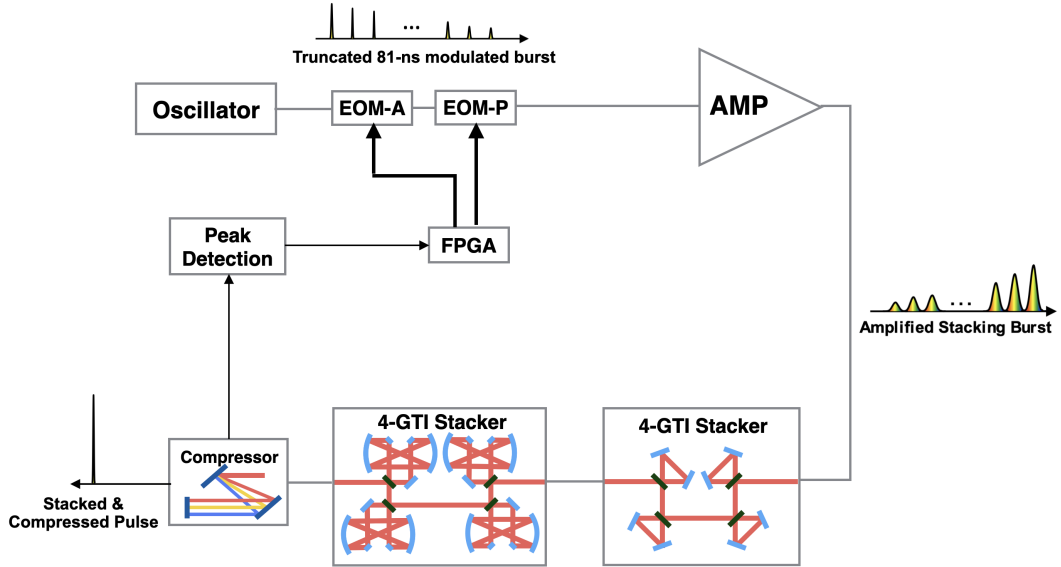 Truncated 81-ns modulated burst
Oscillator
EOM-A
EOM-P
AMP
Peak
Detection
FPGA
Amplified Stacking Burst
4-GTI Stacker
4-GTI Stacker
Compressor
Stacked &
Compressed Pulse